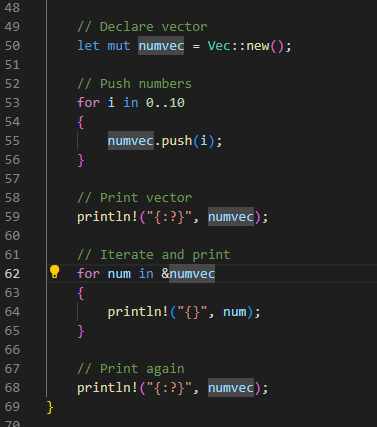 48
49 // Declare vector
50 let mut numvec = Vec::new();
51
52 // Push numbers
53 for i in 0..10
54 {
55 numvec.push(i);
56 }
57
58 // Print vector
59 println!("{:?}", numvec);
60
61 // Iterate and print
62 for num in &numvec
63 {
64 println!("{}", num);
65 }
66
67 // Print again
68 println!("{:?}", numvec);
69 }
70